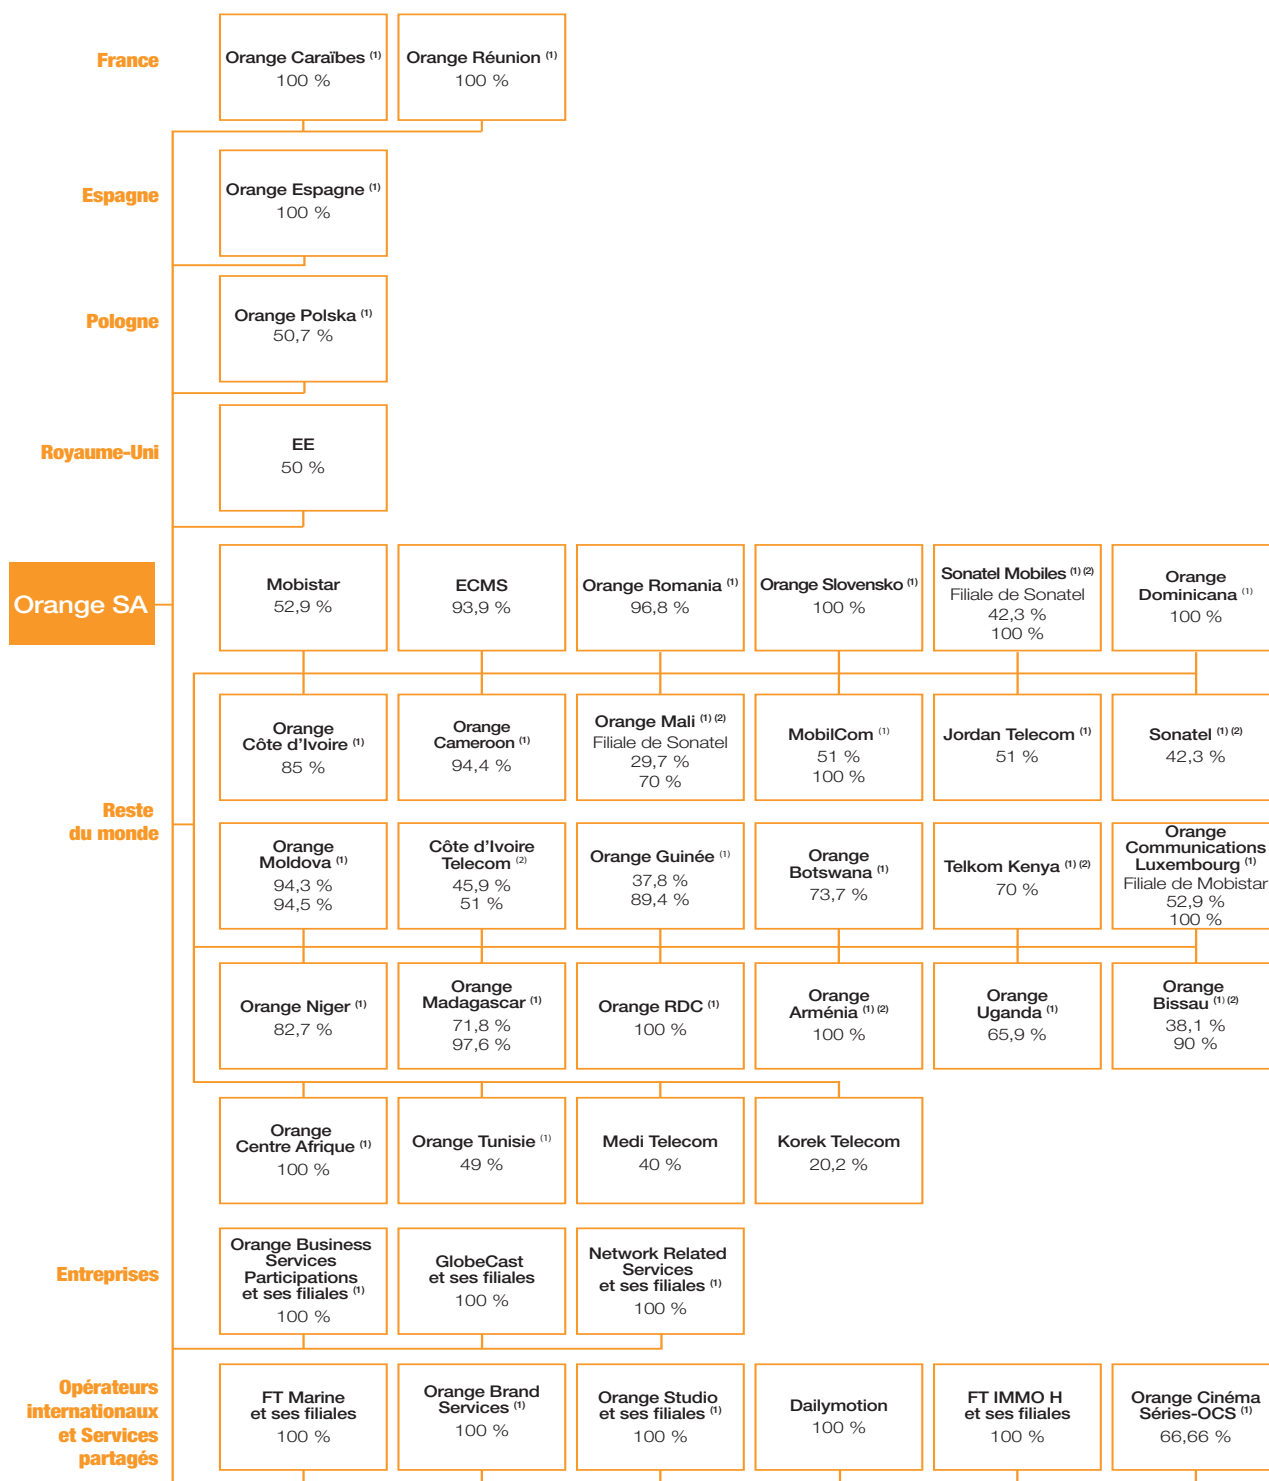 France
Orange Caraïbes (1)
100 %
Orange Réunion (1)
100 %
Espagne
Orange Espagne (1)
100 %
Pologne
Orange Polska (1)
50,7 %
Royaume-Uni
EE
50 %
Orange SA
Mobistar
52,9 %
ECMS
93,9 %
Orange Romania (1)
96,8 %
Orange Slovensko (1)
100 %
Sonatel Mobiles (1) (2)
Filiale de Sonatel
42,3 %
100 %
Orange
Dominicana (1)
100 %
Reste
du monde
Orange
Côte d'Ivoire (1)
85 %
Orange
Cameroon (1)
94,4 %
Orange Mali (1) (2)
Filiale de Sonatel
29,7 %
70 %
MobilCom (1)
51 %
100 %
Jordan Telecom (1)
51 %
Sonatel (1) (2)
42,3 %
Orange
Moldova (1)
94,3 %
94,5 %
Côte d'Ivoire
Telecom (2)
45,9 %
51 %
Orange Guinée (1)
37,8 %
89,4 %
Orange
Botswana (1)
73,7 %
Telkom Kenya (1) (2)
70 %
Orange
Communications
Luxembourg (1)
Filiale de Mobistar
52,9 %
100 %
Orange Niger (1)
82,7 %
Orange
Madagascar (1)
71,8 %
97,6 %
Orange RDC (1)
100 %
Orange
Arménia (1) (2)
100 %
Orange
Uganda (1)
65,9 %
Orange
Bissau (1) (2)
38,1 %
90 %
Orange
Centre Afrique (1)
100 %
Orange Tunisie (1)
49 %
Medi Telecom
40 %
Korek Telecom
20,2 %
Entreprises
Orange Business
Services
Participations
et ses filiales (1)
100 %
GlobeCast
et ses filiales
100 %
Network Related
Services
et ses filiales (1)
100 %
Opérateurs
internationaux
et Services
partagés
FT Marine
et ses filiales
100 %
Orange Brand
Services (1)
100 %
Orange Studio
et ses filiales (1)
100 %
Dailymotion
100 %
FT IMMO H
et ses filiales
100 %
Orange Cinéma
Séries-OCS (1)
66,66 %